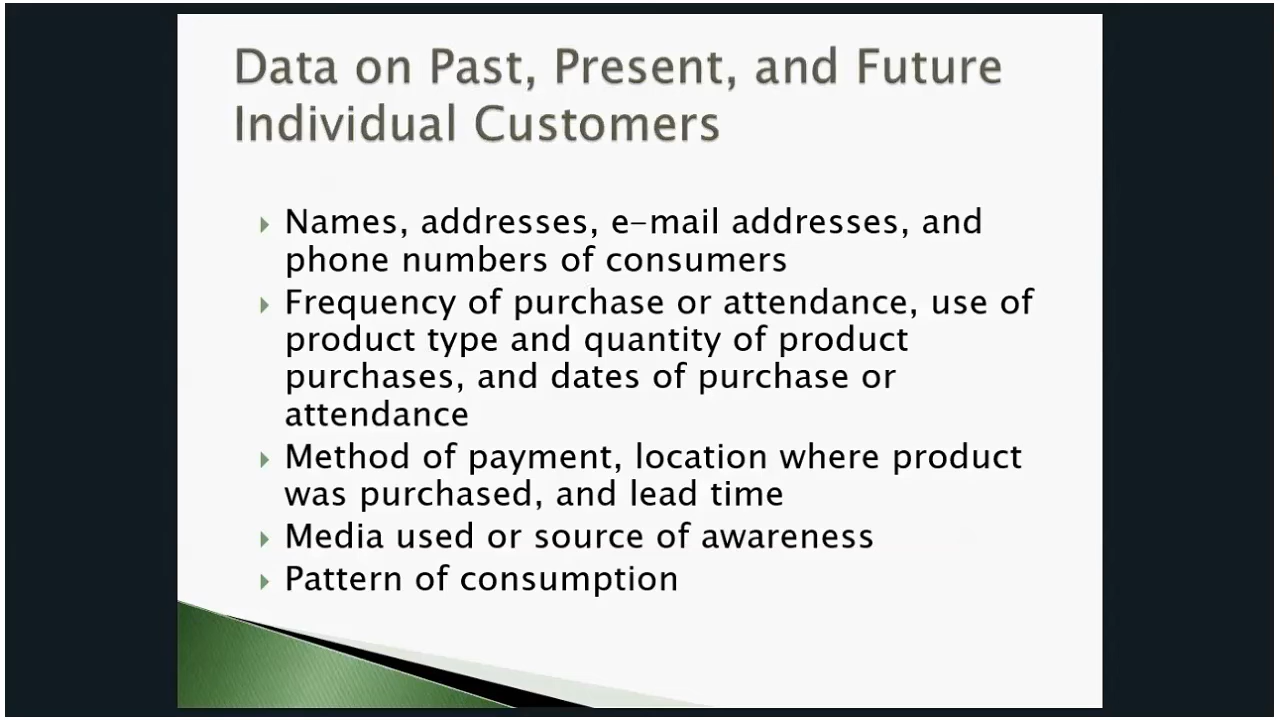 Data on Past, Present, and Future
Individual Customers
Names, addresses, e-mail addresses, and
phone numbers of consumers
Frequency of purchase or attendance, use of
product type and quantity of product
purchases, and dates of purchase or
attendance
Method of payment, location where product
was purchased, and lead time
Media used or source of awareness
Pattern of consumption